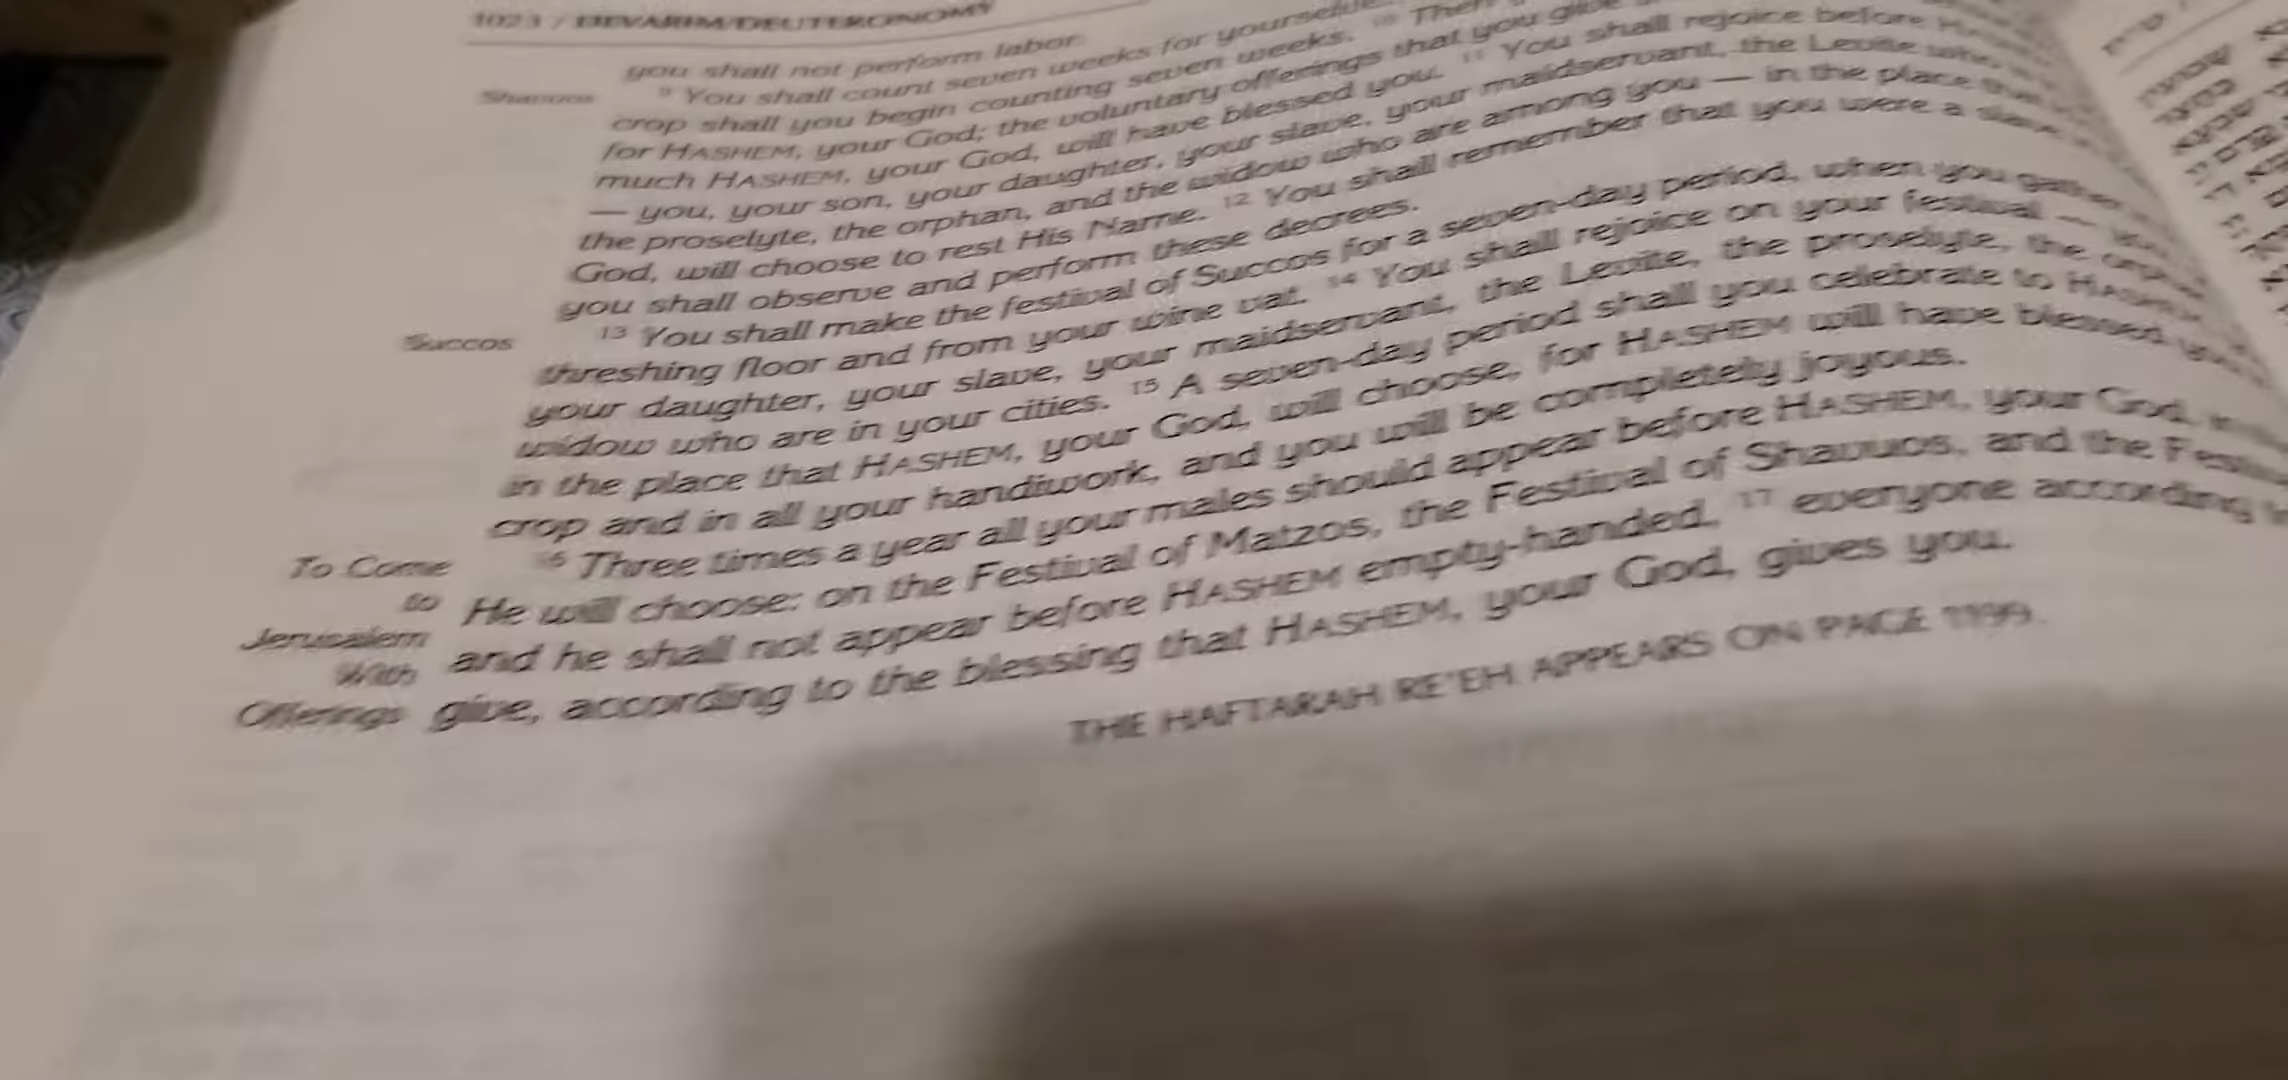 1023 / DEVARIM/DEUTERONOMY
you shall not perform labor.
Shavuos
9 You shall count seven weeks for yourselves
crop shall you begin counting seven weeks. 10 Then
for HASHEM, your God; the voluntary offerings that you give
much HASHEM, your God, will have blessed you. 11 You shall rejoice before
— you, your son, your daughter, your slave, your maidservant, the Levite who
the proselyte, the orphan, and the widow who are among you — in the place that
God, will choose to rest His Name. 12 You shall remember that you were a slave
you shall observe and perform these decrees.
Succos
13 You shall make the festival of Succos for a seven-day period, when you gather
threshing floor and from your wine vat. 14 You shall rejoice on your festival —
your daughter, your slave, your maidservant, the Levite, the proselyte, the
widow who are in your cities. 15 A seven-day period shall you celebrate to HASHEM
in the place that HASHEM, your God, will choose, for HASHEM will have blessed
crop and in all your handiwork, and you will be completely joyous.
To Come
to
Jerusalem
With
Offerings
16 Three times a year all your males should appear before HASHEM, your God,
He will choose: on the Festival of Matzos, the Festival of Shavuos, and the
and he shall not appear before HASHEM empty-handed, 17 everyone according
give, according to the blessing that HASHEM, your God, gives you.
THE HAFTARAH RE'EH APPEARS ON PAGE 1199.